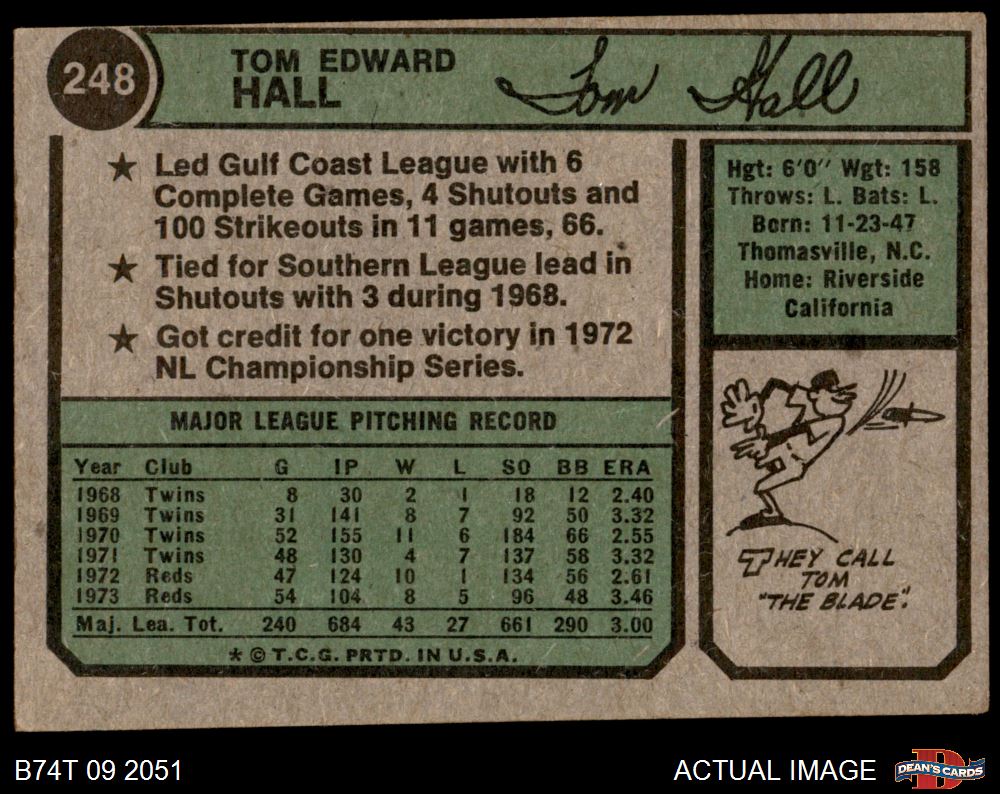 248
TOM EDWARD
HALL
Tom Hall
★ Led Gulf Coast League with 6
Complete Games, 4 Shutouts and
100 Strikeouts in 11 games, 66.
★ Tied for Southern League lead in
Shutouts with 3 during 1968.
★ Got credit for one victory in 1972
NL Championship Series.
MAJOR LEAGUE PITCHING RECORD
Year Club G IP W L SO BB ERA
1968 Twins 8 30 2 1 18 12 2.40
1969 Twins 31 141 8 7 92 50 3.32
1970 Twins 52 155 11 6 184 66 2.55
1971 Twins 48 130 4 7 137 58 3.32
1972 Reds 47 124 10 1 134 56 2.61
1973 Reds 54 104 8 5 96 48 3.46
Maj. Lea. Tot. 240 684 43 27 661 290 3.00
* © T.C.G. PRTD. IN U.S.A.
Hgt: 6'0" Wgt: 158
Throws: L. Bats: L.
Born: 11-23-47
Thomasville, N.C.
Home: Riverside
California
THEY CALL
TOM
"THE BLADE".
B74T 09 2051
ACTUAL IMAGE
D
DEAN'S CARDS